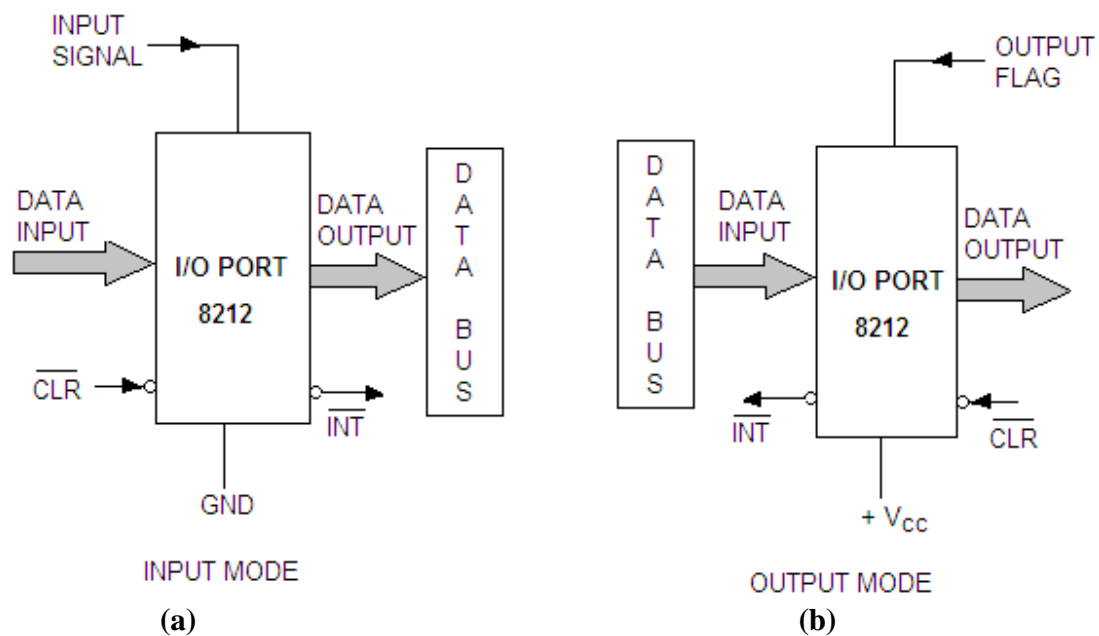 INPUT
SIGNAL
DATA
INPUT
I/O PORT
8212
DATA
OUTPUT
D
A
T
A
B
U
S
CLR
INT
GND
INPUT MODE
(a)
OUTPUT
FLAG
D
A
T
A
B
U
S
DATA
INPUT
I/O PORT
8212
DATA
OUTPUT
INT
CLR
+ VCC
OUTPUT MODE
(b)